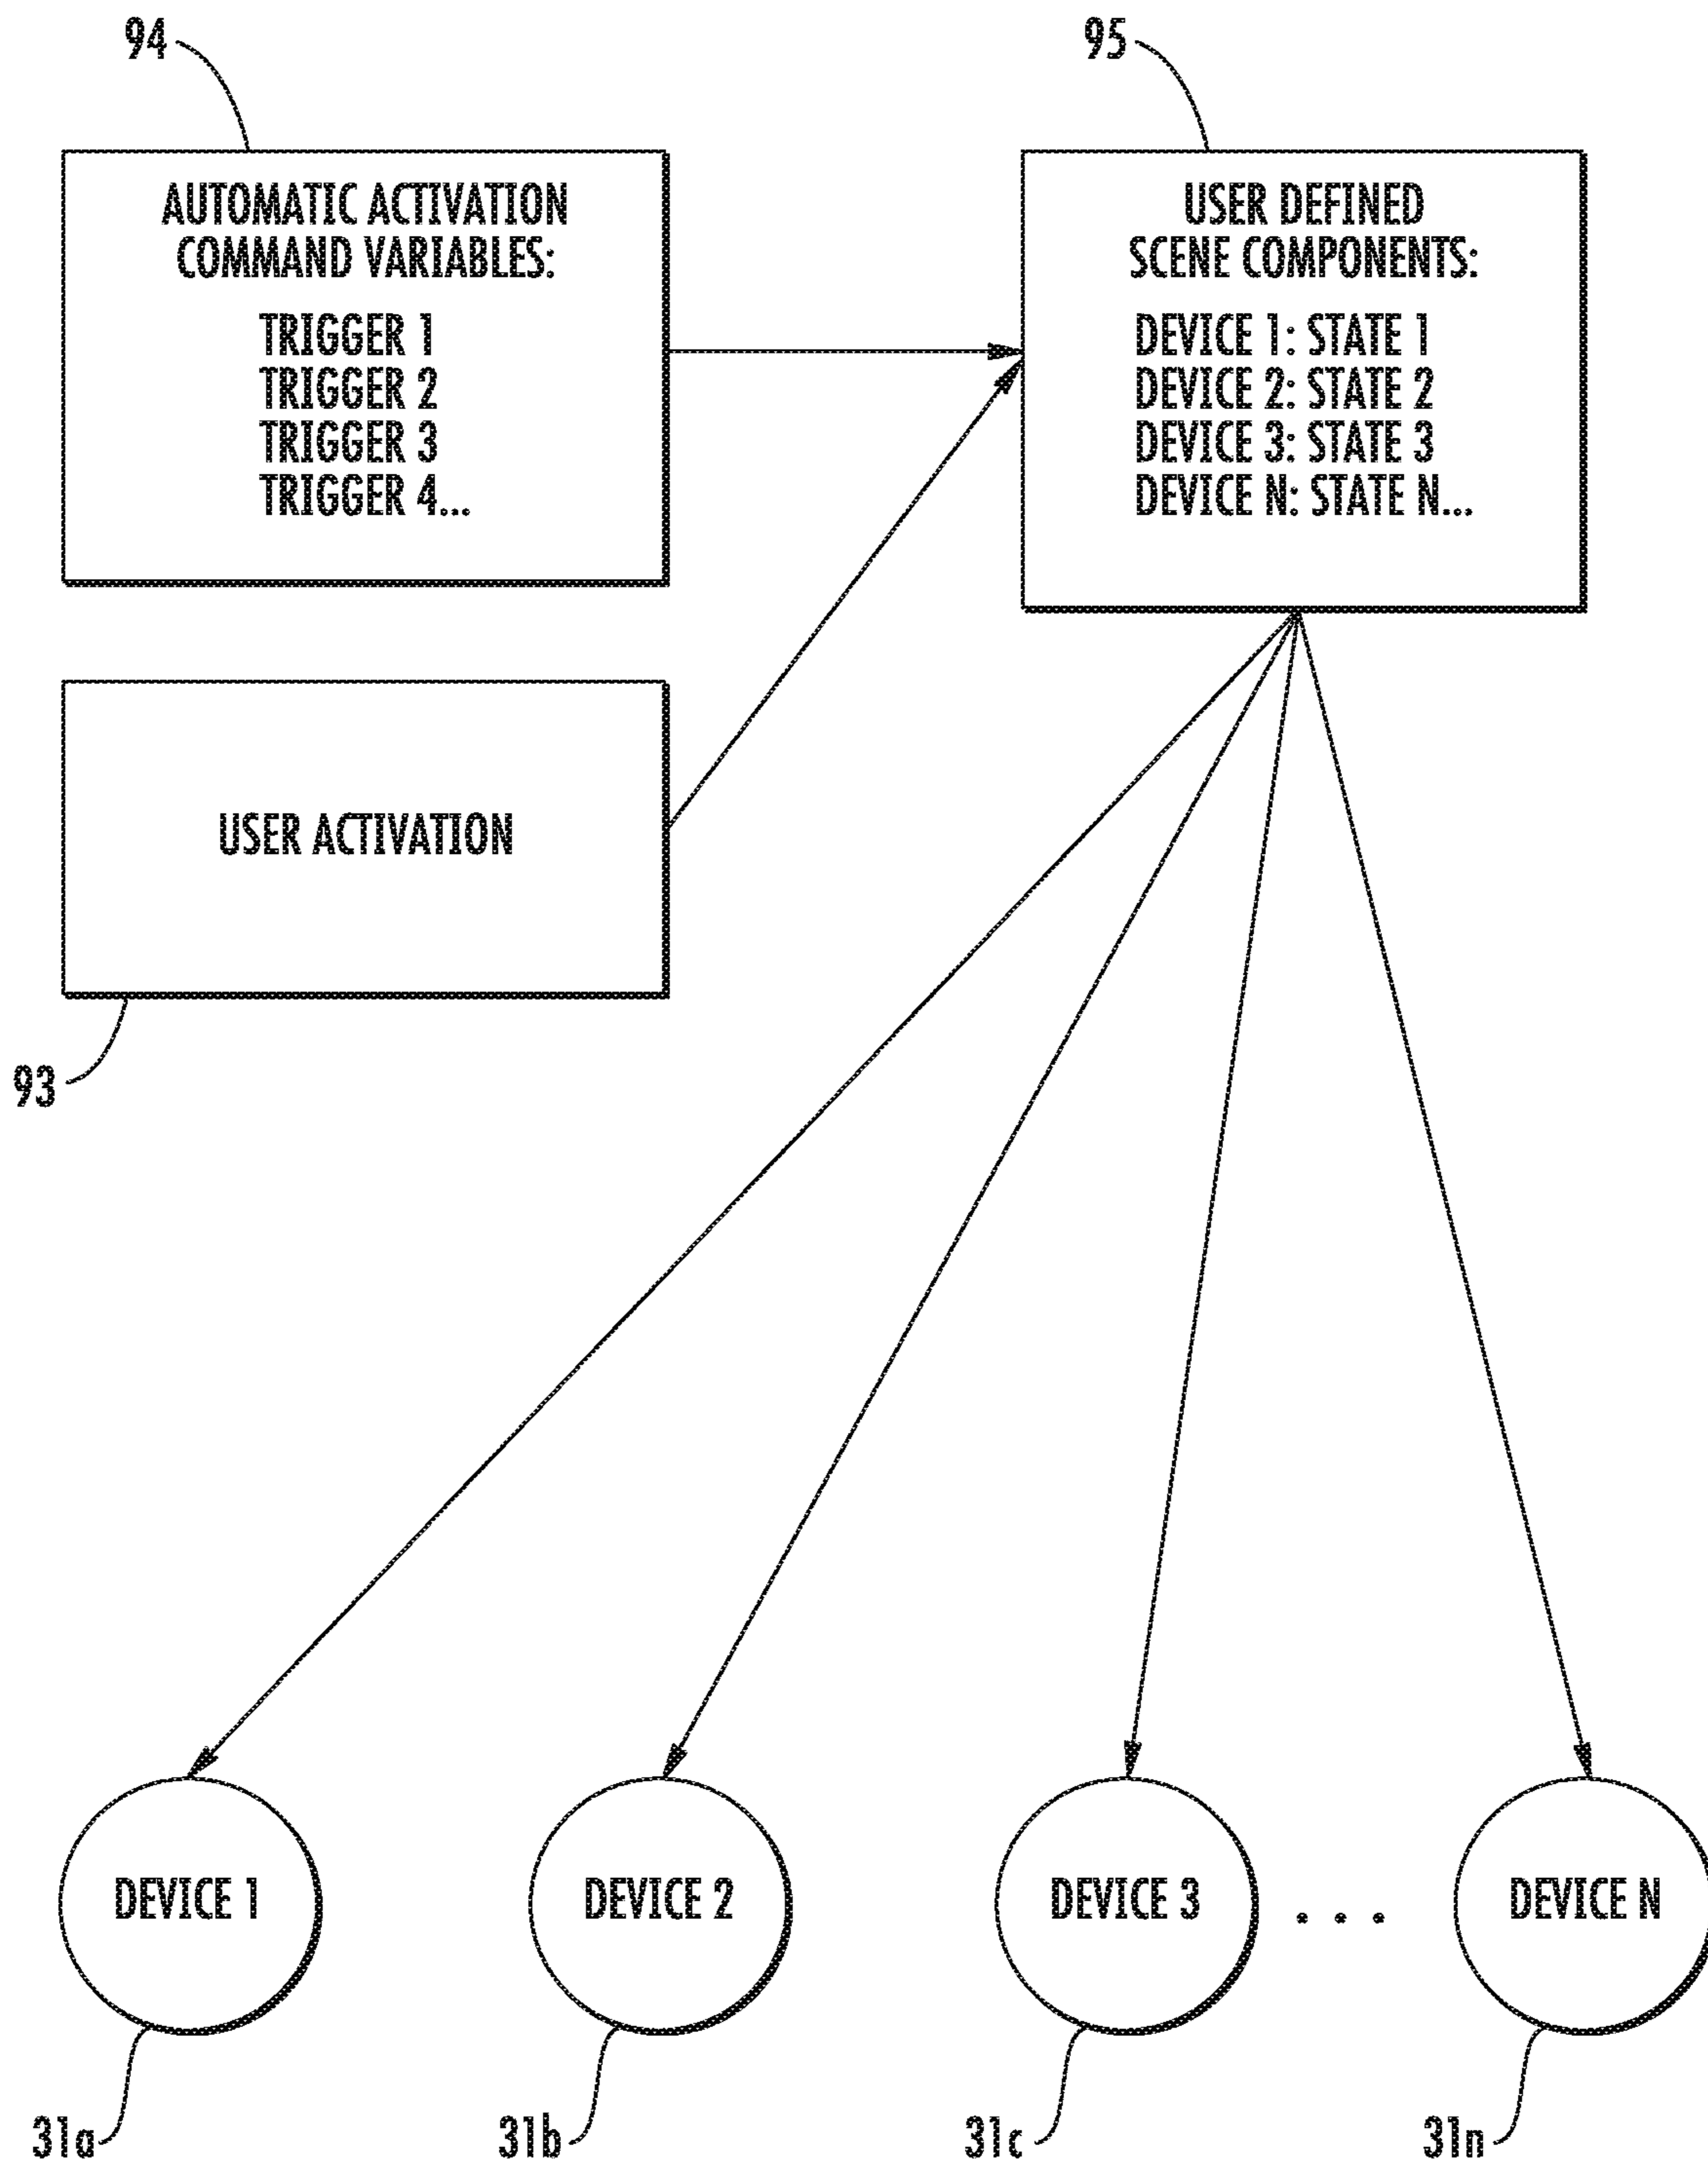 94
AUTOMATIC ACTIVATION
COMMAND VARIABLES:
TRIGGER 1
TRIGGER 2
TRIGGER 3
TRIGGER 4...
95
USER DEFINED
SCENE COMPONENTS:
DEVICE 1: STATE 1
DEVICE 2: STATE 2
DEVICE 3: STATE 3
DEVICE N: STATE N...
USER ACTIVATION
93
DEVICE 1
DEVICE 2
DEVICE 3
. . .
DEVICE N
31a
31b
31c
31n